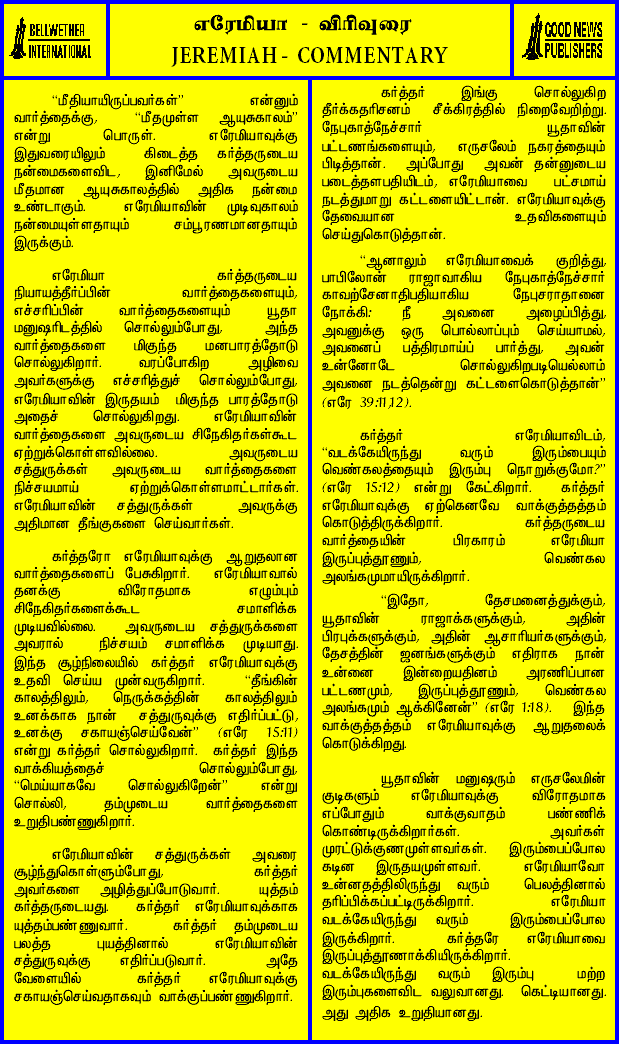 BELLWETHER
INTERNATIONAL
எரேமியா - விரிவுரை
JEREMIAH - COMMENTARY
GOOD NEWS
PUBLISHERS
“மீதியாயிருப்பவர்கள்” என்னும்
வார்த்தைக்கு, “மீதமுள்ள ஆயுசுகாலம்”
என்று பொருள். எரேமியாவுக்கு
இதுவரையிலும் கிடைத்த கர்த்தருடைய
நன்மைகளைவிட, இனிமேல் அவருடைய
மீதமான ஆயுசுகாலத்தில் அதிக நன்மை
உண்டாகும். எரேமியாவின் முடிவுகாலம்
நன்மையுள்ளதாயும் சம்பூரணமானதாயும்
இருக்கும்.
எரேமியா கர்த்தருடைய
நியாயத்தீர்ப்பின் வார்த்தைகளையும்,
எச்சரிப்பின் வார்த்தைகளையும் யூதா
மனுஷரிடத்தில் சொல்லும்போது, அந்த
வார்த்தைகளை மிகுந்த மனபாரத்தோடு
சொல்லுகிறார். வரப்போகிற அழிவை
அவர்களுக்கு எச்சரித்துச் சொல்லும்போது,
எரேமியாவின் இருதயம் மிகுந்த பாரத்தோடு
அதைச் சொல்லுகிறது. எரேமியாவின்
வார்த்தைகளை அவருடைய சிநேகிதர்கள்கூட
ஏற்றுக்கொள்ளவில்லை. அவருடைய
சத்துருக்கள் அவருடைய வார்த்தைகளை
நிச்சயமாய் ஏற்றுக்கொள்ளமாட்டார்கள்.
எரேமியாவின் சத்துருக்கள் அவருக்கு
அதிமான தீங்குகளை செய்வார்கள்.
கர்த்தரோ எரேமியாவுக்கு ஆறுதலான
வார்த்தைகளைப் பேசுகிறார். எரேமியாவால்
தனக்கு விரோதமாக எழும்பும்
சிநேகிதர்களைக்கூட சமாளிக்க
முடியவில்லை. அவருடைய சத்துருக்களை
அவரால் நிச்சயம் சமாளிக்க முடியாது.
இந்த சூழ்நிலையில் கர்த்தர் எரேமியாவுக்கு
உதவி செய்ய முன்வருகிறார். “தீங்கின்
காலத்திலும், நெருக்கத்தின் காலத்திலும்
உனக்காக நான் சத்துருவுக்கு எதிர்ப்பட்டு,
உனக்கு சகாயஞ்செய்வேன்” (எரே 15:11)
என்று கர்த்தர் சொல்லுகிறார். கர்த்தர் இந்த
வாக்கியத்தைச் சொல்லும்போது,
“மெய்யாகவே சொல்லுகிறேன்” என்று
சொல்லி, தம்முடைய வார்த்தைகளை
உறுதிபண்ணுகிறார்.
எரேமியாவின் சத்துருக்கள் அவரை
சூழ்ந்துகொள்ளும்போது, கர்த்தர்
அவர்களை அழித்துப்போடுவார். யுத்தம்
கர்த்தருடையது. கர்த்தர் எரேமியாவுக்காக
யுத்தம்பண்ணுவார். கர்த்தர் தம்முடைய
பலத்த புயத்தினால் எரேமியாவின்
சத்துருவுக்கு எதிர்ப்படுவார். அதே
வேளையில் கர்த்தர் எரேமியாவுக்கு
சகாயஞ்செய்வதாகவும் வாக்குப்பண்ணுகிறார்.
கர்த்தர் இங்கு சொல்லுகிற
தீர்க்கதரிசனம் சீக்கிரத்தில் நிறைவேறிற்று.
நேபுகாத்நேச்சார் யூதாவின்
பட்டணங்களையும், எருசலேம் நகரத்தையும்
பிடித்தான். அப்போது அவன் தன்னுடைய
படைத்தளபதியிடம், எரேமியாவை பட்சமாய்
நடத்துமாறு கட்டளையிட்டான். எரேமியாவுக்கு
தேவையான உதவிகளையும்
செய்துகொடுத்தான்.
“ஆனாலும் எரேமியாவைக் குறித்து,
பாபிலோன் ராஜாவாகிய நேபுகாத்நேச்சார்
காவற்சேனாதிபதியாகிய நேபுசராதானை
நோக்கி: நீ அவனை அழைப்பித்து,
அவனுக்கு ஒரு பொல்லாப்பும் செய்யாமல்,
அவனைப் பத்திரமாய்ப் பார்த்து, அவன்
உன்னோடே சொல்லுகிறபடியெல்லாம்
அவனை நடத்தென்று கட்டளைகொடுத்தான்”
(எரே 39:11,12).
கர்த்தர் எரேமியாவிடம்,
“வடக்கேயிருந்து வரும் இரும்பையும்
வெண்கலத்தையும் இரும்பு நொறுக்குமோ?”
(எரே 15:12) என்று கேட்கிறார். கர்த்தர்
எரேமியாவுக்கு ஏற்கெனவே வாக்குத்தத்தம்
கொடுத்திருக்கிறார். கர்த்தருடைய
வார்த்தையின் பிரகாரம் எரேமியா
இருப்புத்தூணும், வெண்கல
அலங்கமுமாயிருக்கிறார்.
“இதோ, தேசமனைத்துக்கும்,
யூதாவின் ராஜாக்களுக்கும், அதின்
பிரபுக்களுக்கும், அதின் ஆசாரியர்களுக்கும்,
தேசத்தின் ஜனங்களுக்கும் எதிராக நான்
உன்னை இன்றையதினம் அரணிப்பான
பட்டணமும், இருப்புத்தூணும், வெண்கல
அலங்கமும் ஆக்கினேன்” (எரே 1:18). இந்த
வாக்குத்தத்தம் எரேமியாவுக்கு ஆறுதலைக்
கொடுக்கிறது.
யூதாவின் மனுஷரும் எருசலேமின்
குடிகளும் எரேமியாவுக்கு விரோதமாக
எப்போதும் வாக்குவாதம் பண்ணிக்
கொண்டிருக்கிறார்கள். அவர்கள்
முரட்டுக்குணமுள்ளவர்கள். இரும்பைப்போல
கடின இருதயமுள்ளவர். எரேமியாவோ
உன்னதத்திலிருந்து வரும் பெலத்தினால்
தரிப்பிக்கப்பட்டிருக்கிறார். எரேமியா
வடக்கேயிருந்து வரும் இரும்பைப்போல
இருக்கிறார். கர்த்தரே எரேமியாவை
இருப்புத்தூணாக்கியிருக்கிறார்.
வடக்கேயிருந்து வரும் இரும்பு மற்ற
இரும்புகளைவிட வலுவானது. கெட்டியானது.
அது அதிக உறுதியானது.